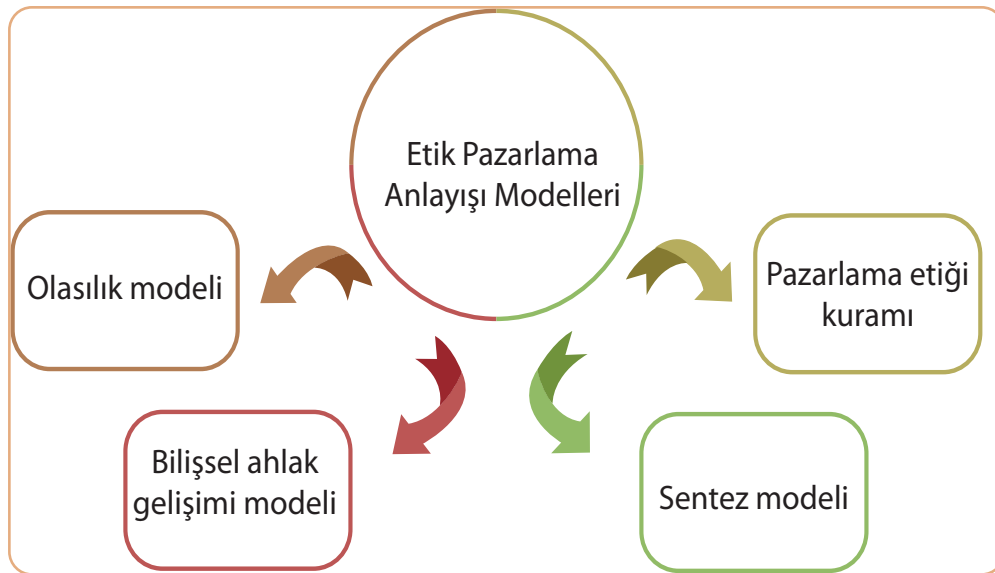 Etik Pazarlama
Anlayışı Modelleri
Olasılık modeli
Pazarlama etiği
kuramı
Bilişsel ahlak
gelişimi modeli
Sentez modeli